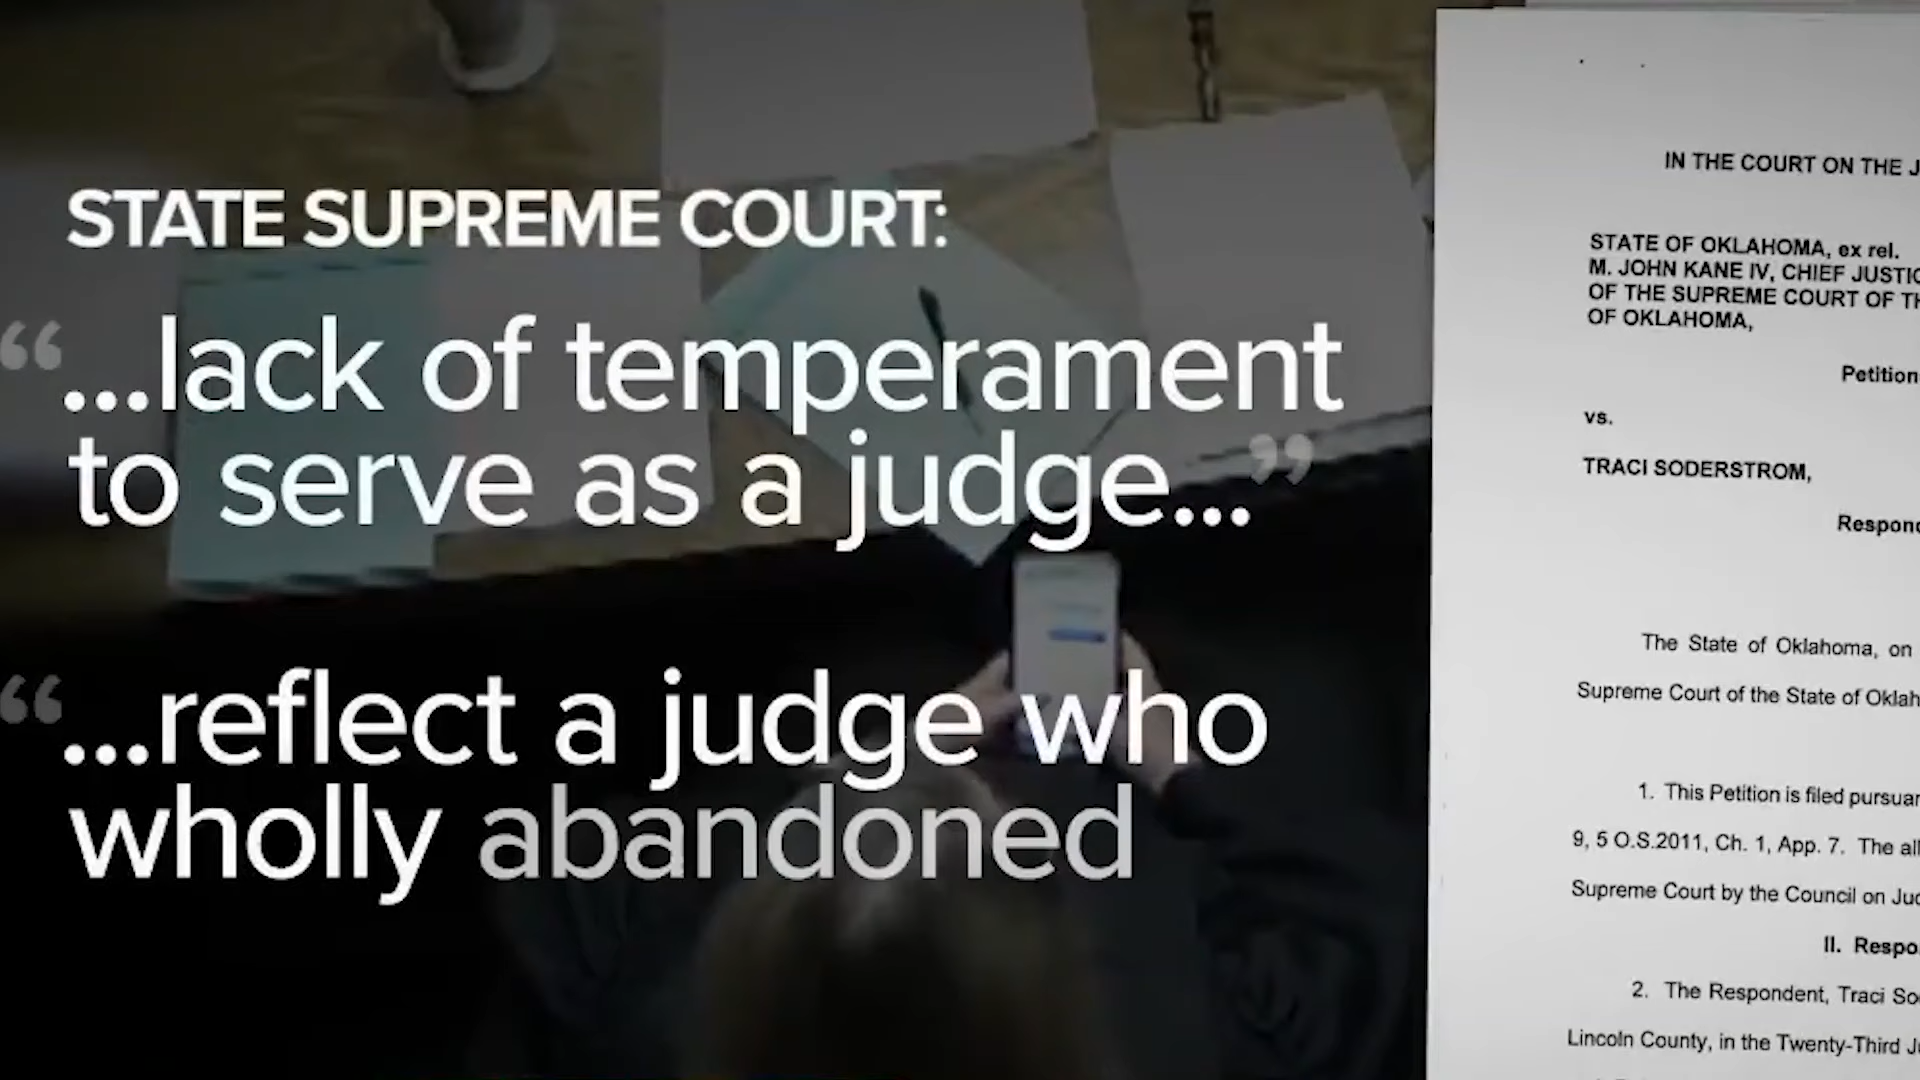 STATE SUPREME COURT:
“...lack of temperament
to serve as a judge...”
“...reflect a judge who
wholly abandoned
IN THE COURT ON THE J
STATE OF OKLAHOMA, ex rel.
M. JOHN KANE IV, CHIEF JUSTIC
OF THE SUPREME COURT OF TH
OF OKLAHOMA,
Petition
vs.
TRACI SODERSTROM,
Respond
The State of Oklahoma, on
Supreme Court of the State of Oklah
1. This Petition is filed pursuan
9, 5 O.S.2011, Ch. 1, App. 7. The all
Supreme Court by the Council on Jud
II. Respo
2. The Respondent, Traci So
Lincoln County, in the Twenty-Third Ju